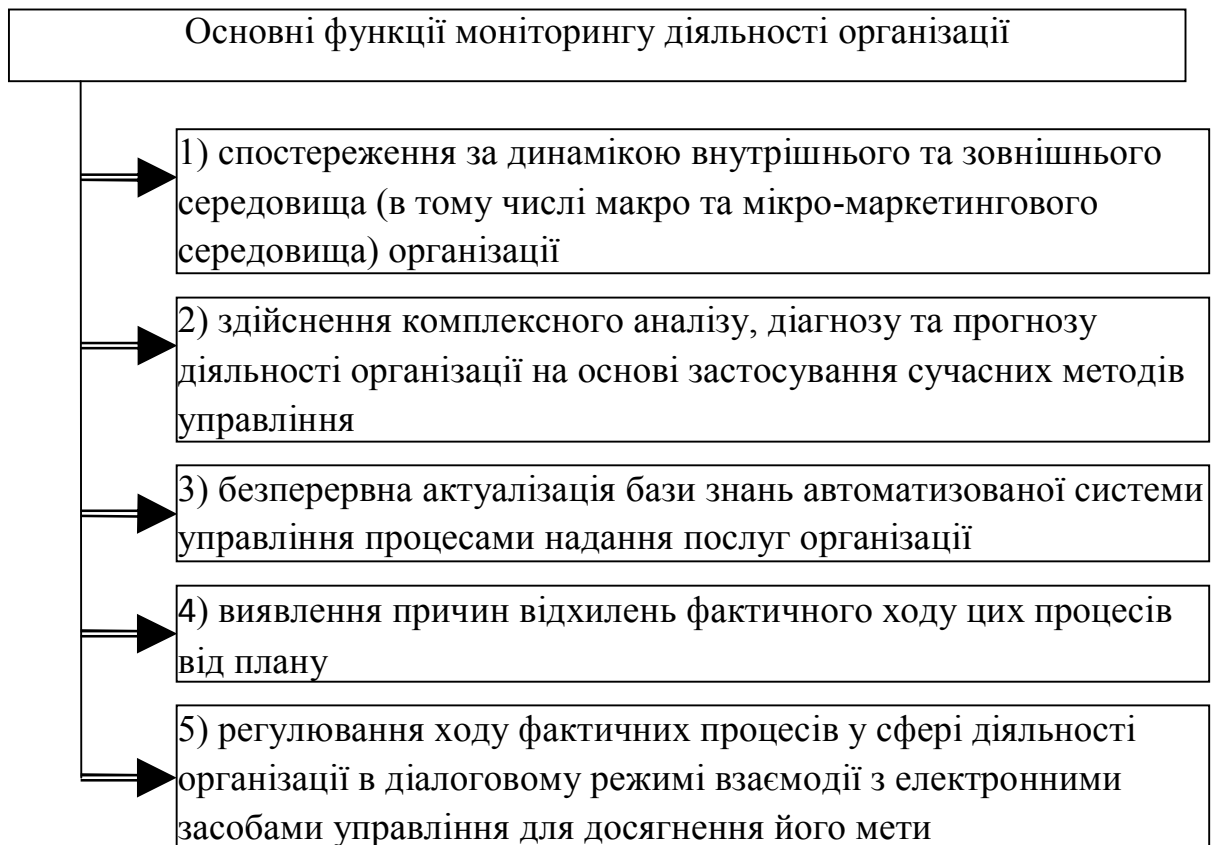 Основні функції моніторингу діяльності організації
1) спостереження за динамікою внутрішнього та зовнішнього
середовища (в тому числі макро та мікро-маркетингового
середовища) організації
2) здійснення комплексного аналізу, діагнозу та прогнозу
діяльності організації на основі застосування сучасних методів
управління
3) безперервна актуалізація бази знань автоматизованої системи
управління процесами надання послуг організації
4) виявлення причин відхилень фактичного ходу цих процесів
від плану
5) регулювання ходу фактичних процесів у сфері діяльності
організації в діалоговому режимі взаємодії з електронними
засобами управління для досягнення його мети